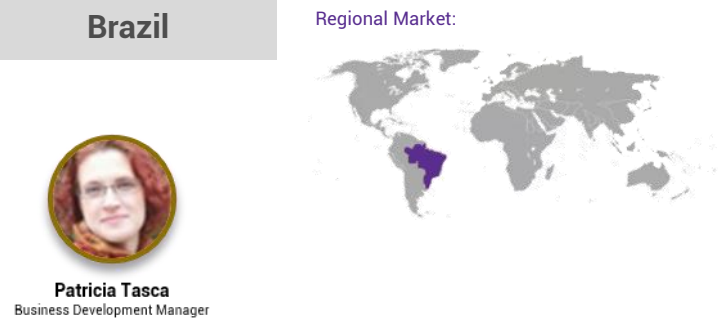 Brazil
Regional Market:
Patricia Tasca
Business Development Manager